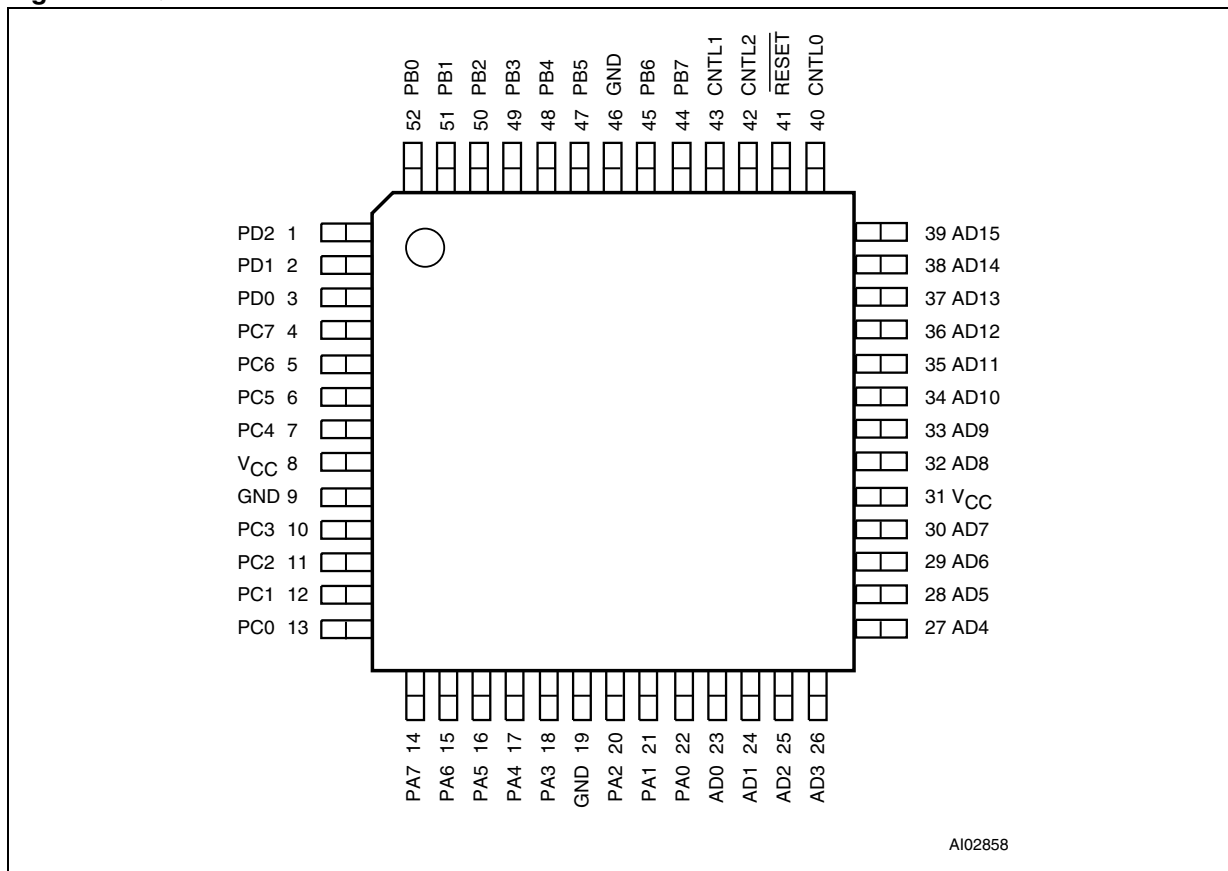 52 PB0
51 PB1
50 PB2
49 PB3
48 PB4
47 PB5
46 GND
45 PB6
44 PB7
43 CNTL1
42 CNTL2
41 RESET
40 CNTL0
PD2 1
PD1 2
PD0 3
PC7 4
PC6 5
PC5 6
PC4 7
VCC 8
GND 9
PC3 10
PC2 11
PC1 12
PC0 13
39 AD15
38 AD14
37 AD13
36 AD12
35 AD11
34 AD10
33 AD9
32 AD8
31 VCC
30 AD7
29 AD6
28 AD5
27 AD4
PA7 14
PA6 15
PA5 16
PA4 17
PA3 18
GND 19
PA2 20
PA1 21
PA0 22
AD0 23
AD1 24
AD2 25
AD3 26
AI02858